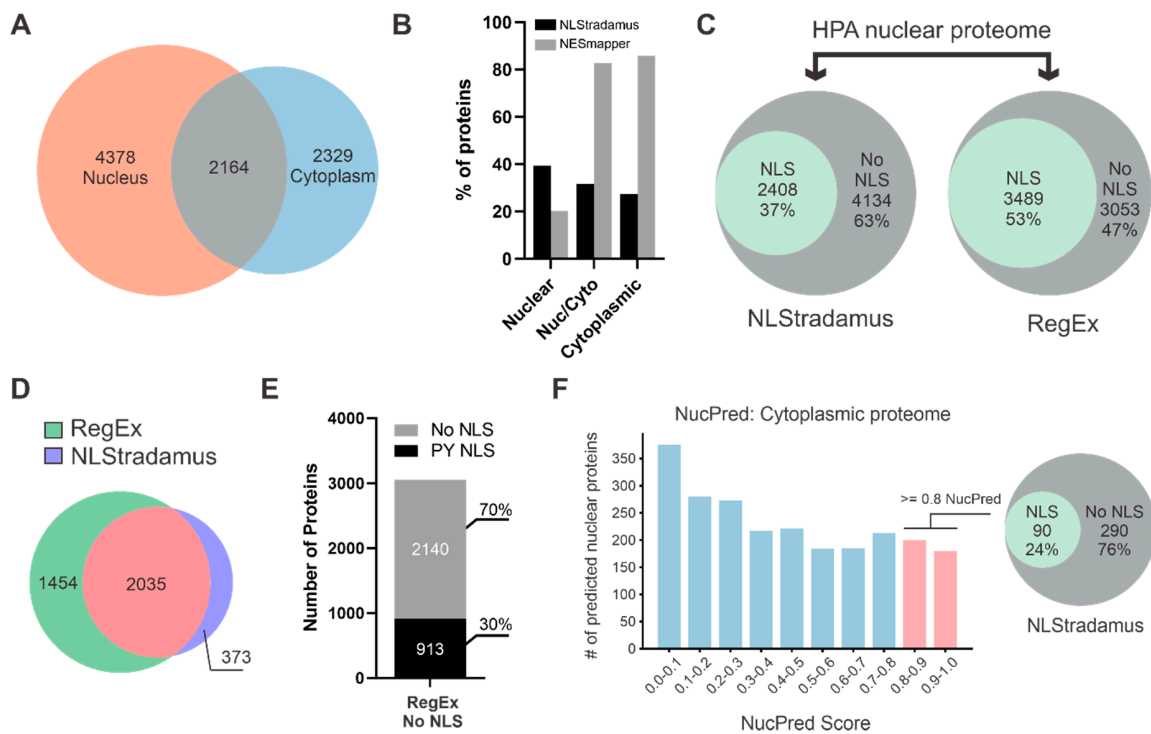 A
4378
Nucleus
2164
2329
Cytoplasm
B
NLStradamus
NESmapper
% of proteins
100
80
60
40
20
0
Nuclear
Nuc/Cyto
Cytoplasmic
C
HPA nuclear proteome
NLS
2408
37%
No
NLS
4134
63%
NLStradamus
NLS
3489
53%
No
NLS
3053
47%
RegEx
D
RegEx
NLStradamus
1454
2035
373
E
Number of Proteins
4000
3000
2000
1000
0
No NLS
PY NLS
70%
2140
30%
913
RegEx
No NLS
F
NucPred: Cytoplasmic proteome
# of predicted nuclear proteins
350
300
250
200
150
100
50
0
>= 0.8 NucPred
0.0-0.1
0.1-0.2
0.2-0.3
0.3-0.4
0.4-0.5
0.5-0.6
0.6-0.7
0.7-0.8
0.8-0.9
0.9-1.0
NucPred Score
NLS
90
24%
No NLS
290
76%
NLStradamus